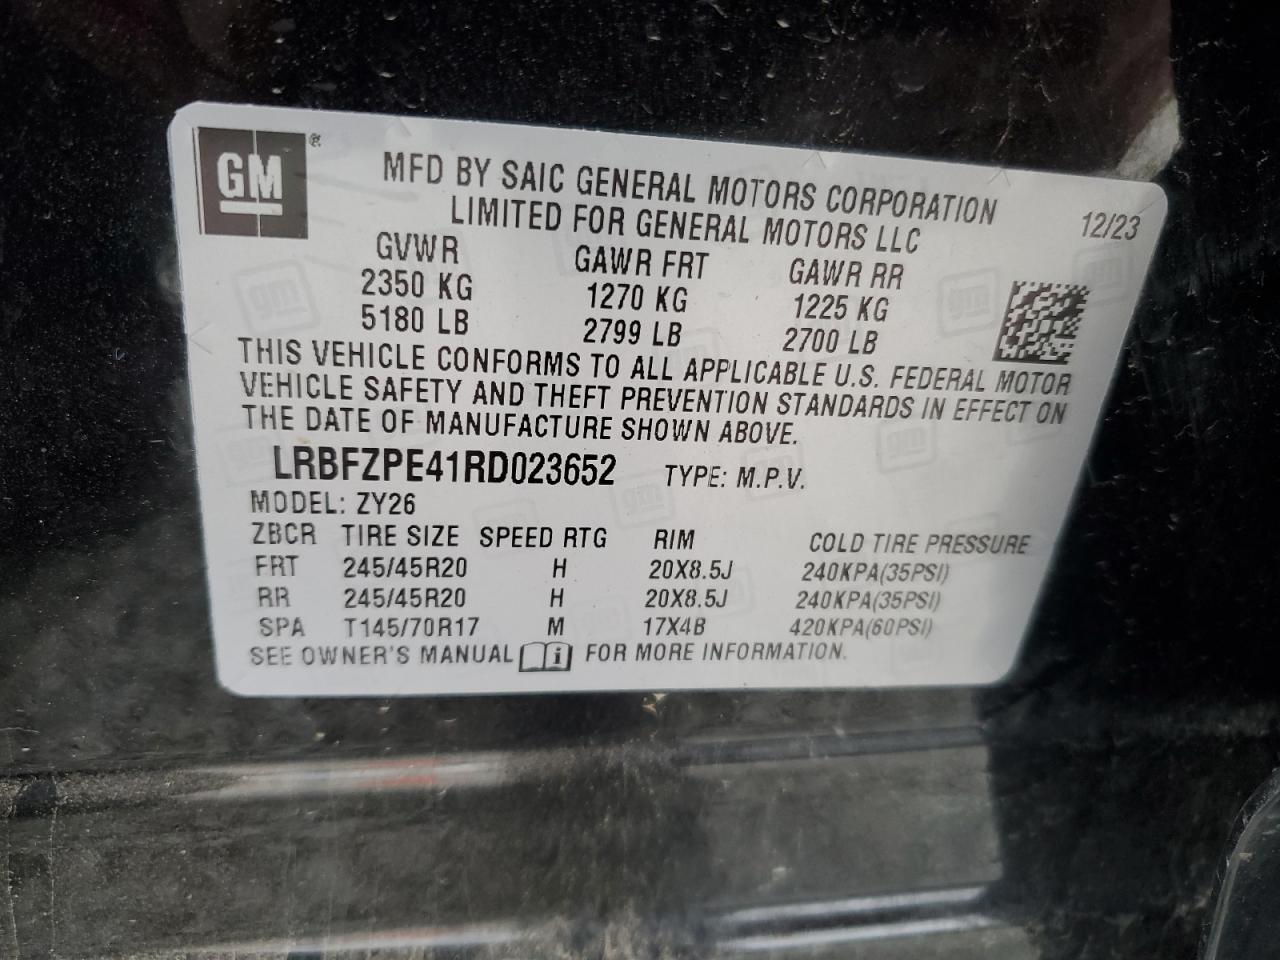 GM®
MFD BY SAIC GENERAL MOTORS CORPORATION
LIMITED FOR GENERAL MOTORS LLC
12/23
GVWR GAWR FRT GAWR RR
2350 KG 1270 KG 1225 KG
5180 LB 2799 LB 2700 LB
THIS VEHICLE CONFORMS TO ALL APPLICABLE U.S. FEDERAL MOTOR
VEHICLE SAFETY AND THEFT PREVENTION STANDARDS IN EFFECT ON
THE DATE OF MANUFACTURE SHOWN ABOVE.
LRBFZPE41RD023652 TYPE: M.P.V.
MODEL: ZY26
ZBCR TIRE SIZE SPEED RTG RIM COLD TIRE PRESSURE
FRT 245/45R20 H 20X8.5J 240KPA(35PSI)
RR 245/45R20 H 20X8.5J 240KPA(35PSI)
SPA T145/70R17 M 17X4B 420KPA(60PSI)
SEE OWNER'S MANUAL i FOR MORE INFORMATION.